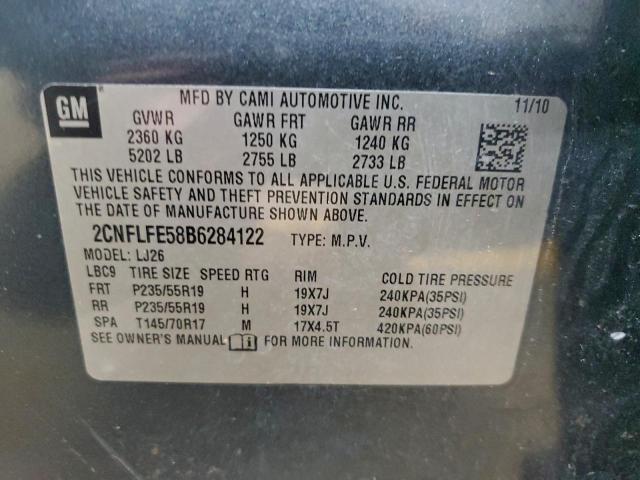 GM
MFD BY CAMI AUTOMOTIVE INC. 11/10
GVWR GAWR FRT GAWR RR
2360 KG 1250 KG 1240 KG
5202 LB 2755 LB 2733 LB
THIS VEHICLE CONFORMS TO ALL APPLICABLE U.S. FEDERAL MOTOR
VEHICLE SAFETY AND THEFT PREVENTION STANDARDS IN EFFECT ON
THE DATE OF MANUFACTURE SHOWN ABOVE.
2CNFLFE58B6284122 TYPE: M.P.V.
MODEL: LJ26
LBC9 TIRE SIZE SPEED RTG RIM COLD TIRE PRESSURE
FRT P235/55R19 H 19X7J 240KPA(35PSI)
RR P235/55R19 H 19X7J 240KPA(35PSI)
SPA T145/70R17 M 17X4.5T 420KPA(60PSI)
SEE OWNER'S MANUAL FOR MORE INFORMATION.